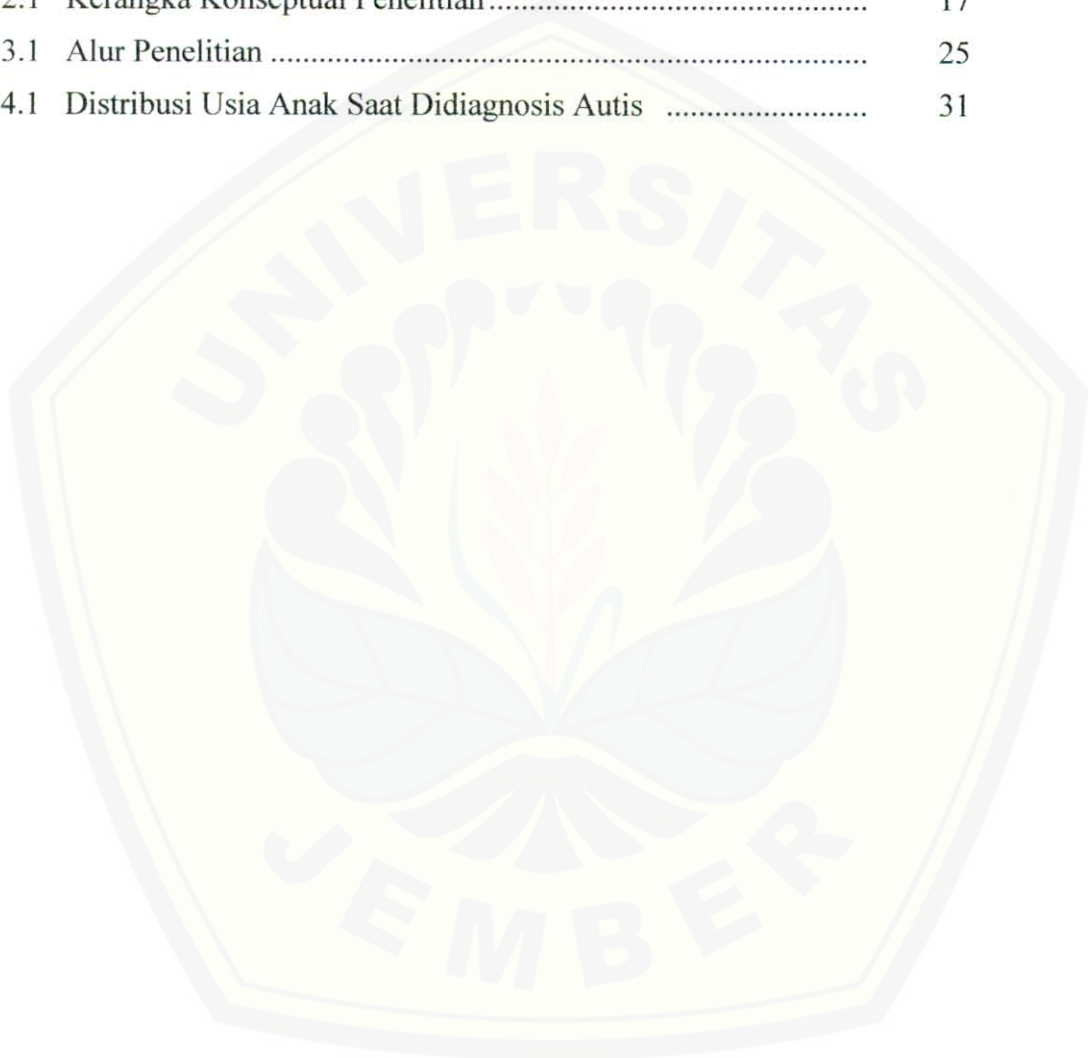 2.1 Kerangka Konseptual Penelitian.................................................. 17
3.1 Alur Penelitian .......................................................................... 25
4.1 Distribusi Usia Anak Saat Didiagnosis Autis ......................... 31
UNIVERSITAS
JEMBER